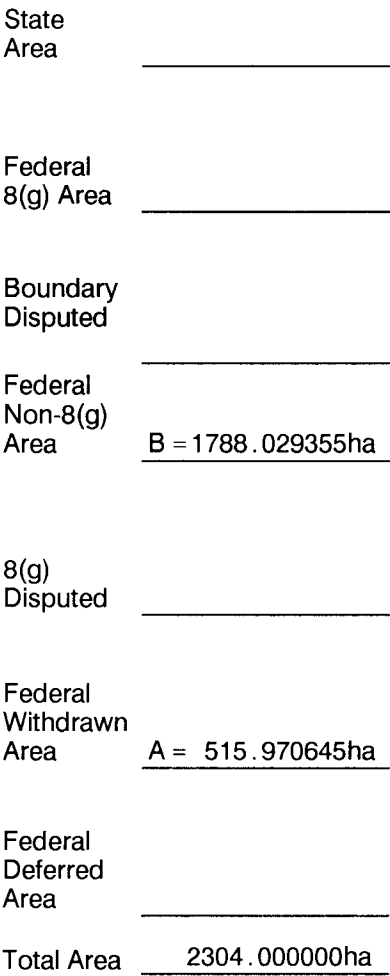 State
Area
Federal
8(g) Area
Boundary
Disputed
Federal
Non-8(g)
Area B = 1788.029355ha
8(g)
Disputed
Federal
Withdrawn
Area A = 515.970645ha
Federal
Deferred
Area
Total Area 2304.000000ha